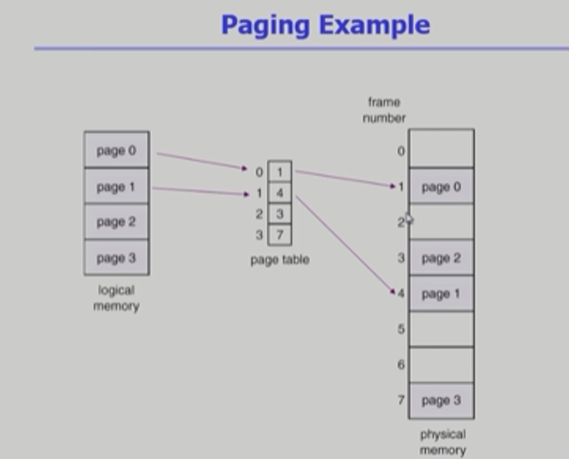 Paging Example
page 0
page 1
page 2
page 3
logical
memory
0 1
1 4
2 3
3 7
page table
frame
number
0
1 page 0
2
3 page 2
4 page 1
5
6
7 page 3
physical
memory